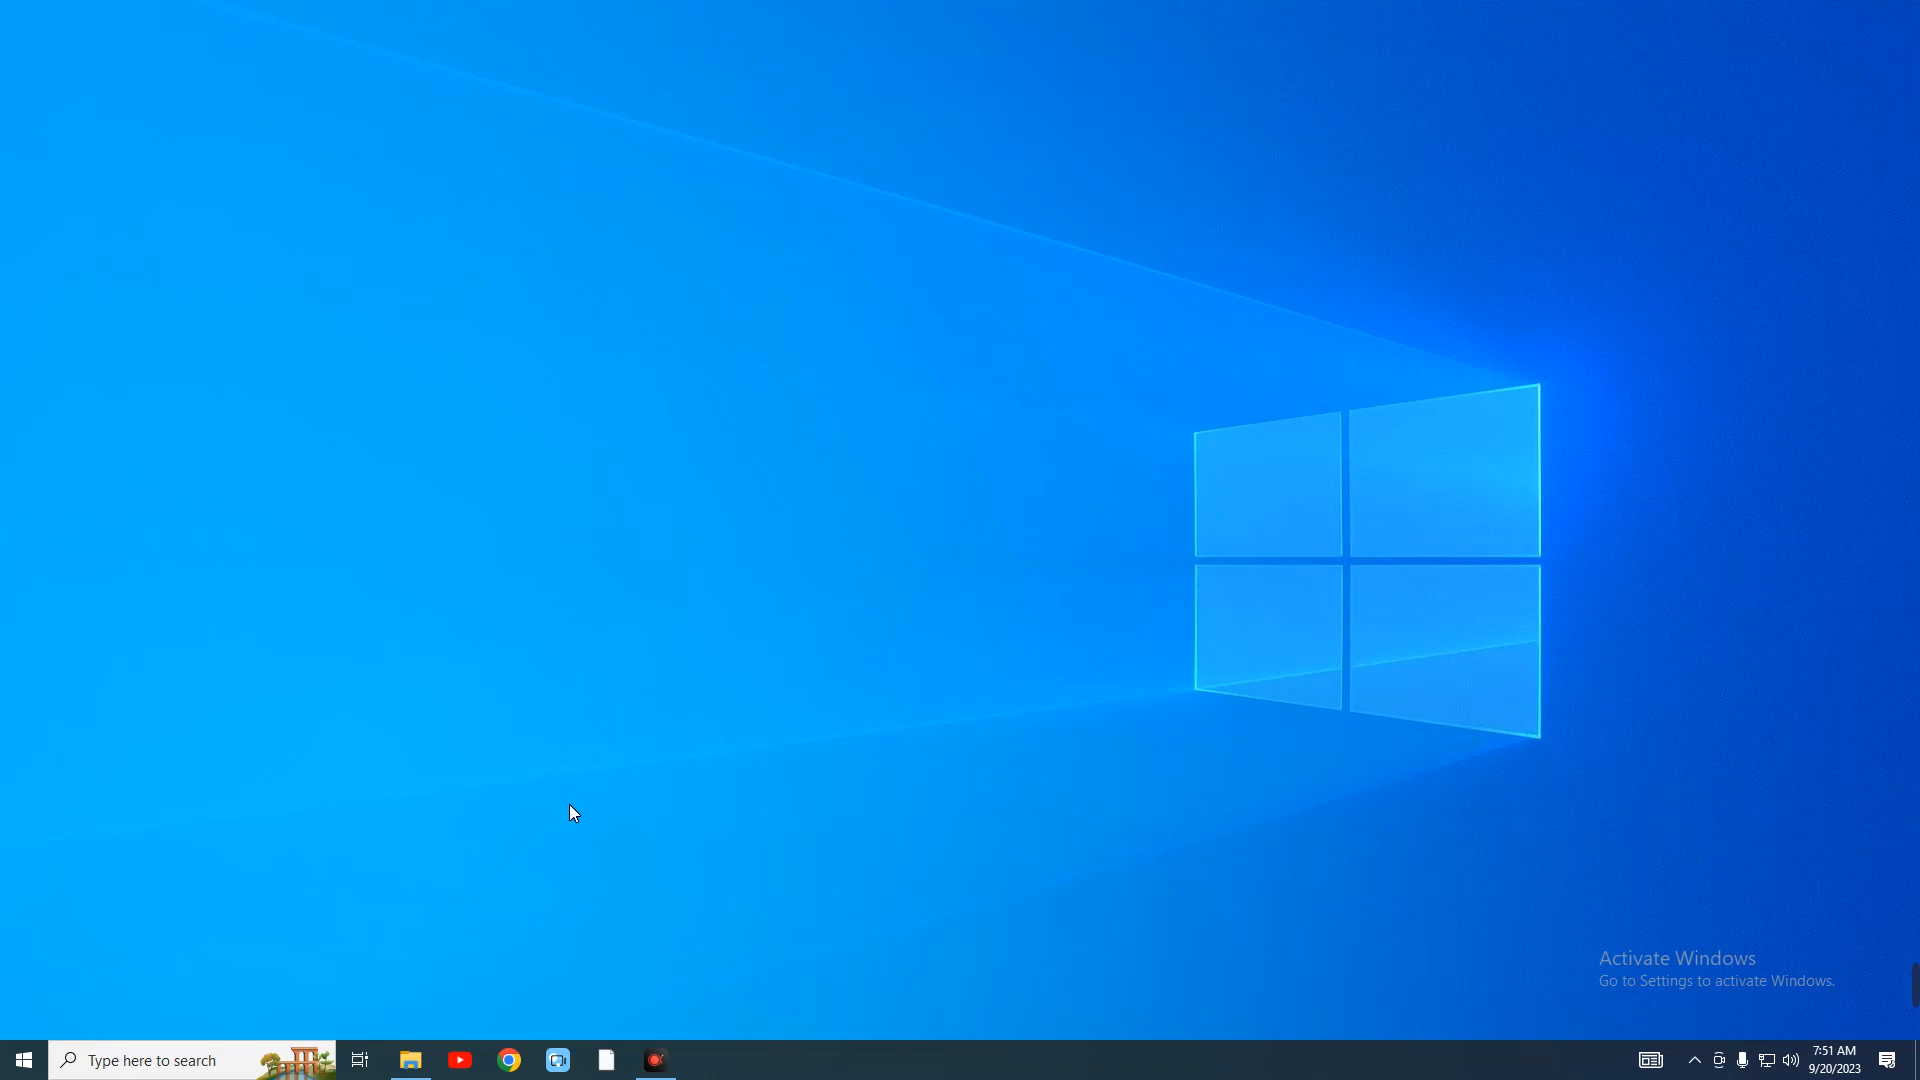 Activate Windows
Go to Settings to activate Windows.
Type here to search
7:51 AM
9/20/2023